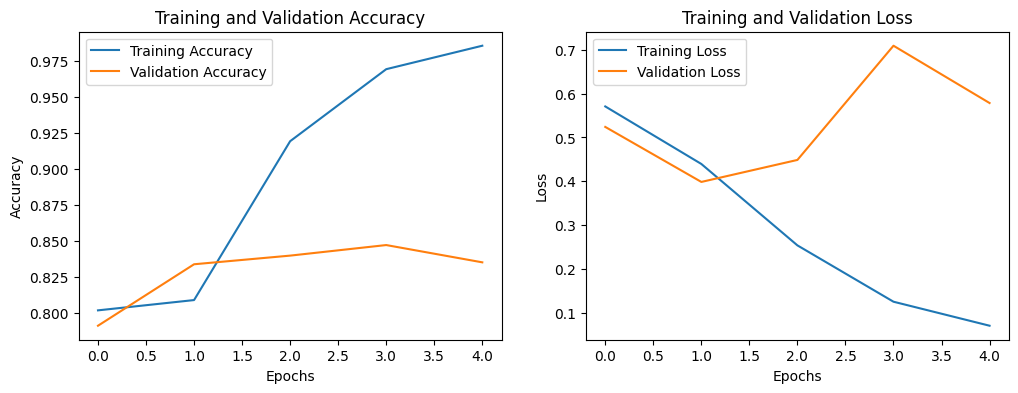 Training and Validation Accuracy
Training Accuracy
Validation Accuracy
0.975
0.950
0.925
0.900
0.875
0.850
0.825
0.800
Accuracy
0.0 0.5 1.0 1.5 2.0 2.5 3.0 3.5 4.0
Epochs
Training and Validation Loss
Training Loss
Validation Loss
0.7
0.6
0.5
0.4
0.3
0.2
0.1
Loss
0.0 0.5 1.0 1.5 2.0 2.5 3.0 3.5 4.0
Epochs